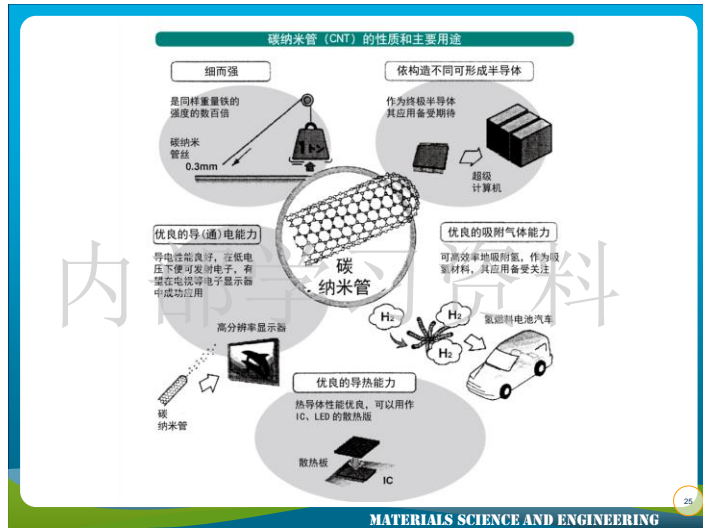 碳纳米管（CNT）的性质和主要用途
细而强
是同样重量铁的
强度的数百倍
碳纳米
管丝
0.3mm
1トン
依构造不同可形成半导体
作为终极半导体
其应用备受期待
超级
计算机
优良的导(通)电能力
导电性能良好，在低电
压下便可发射电子，有
望在电视等电子显示器
中成功应用
高分辨率显示器
碳
纳米管
碳
纳米管
优良的吸附气体能力
可高效率地吸附氢，作为吸
氢材料，其应用备受关注
H₂
H₂
H₂
氢燃料电池汽车
优良的导热能力
热导体性能优良，可以用作
IC、LED 的散热版
散热板
IC
内部学习资料
25
MATERIALS SCIENCE AND ENGINEERING